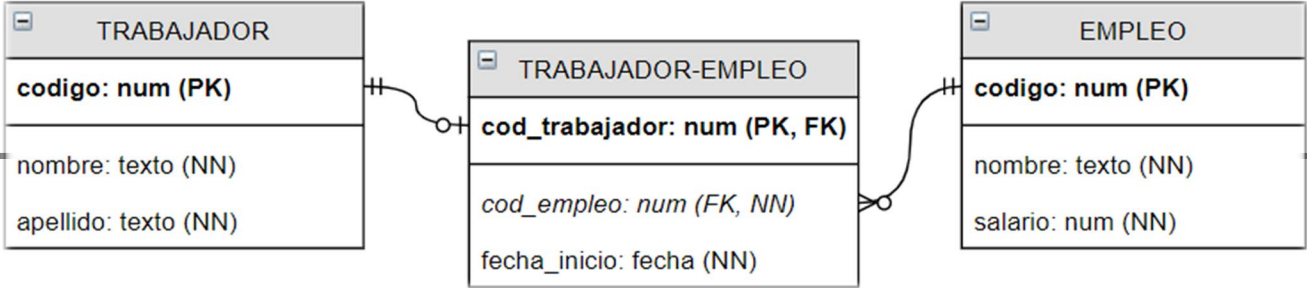 TRABAJADOR
codigo: num (PK)
nombre: texto (NN)
apellido: texto (NN)
TRABAJADOR-EMPLEO
cod_trabajador: num (PK, FK)
cod_empleo: num (FK, NN)
fecha_inicio: fecha (NN)
EMPLEO
codigo: num (PK)
nombre: texto (NN)
salario: num (NN)